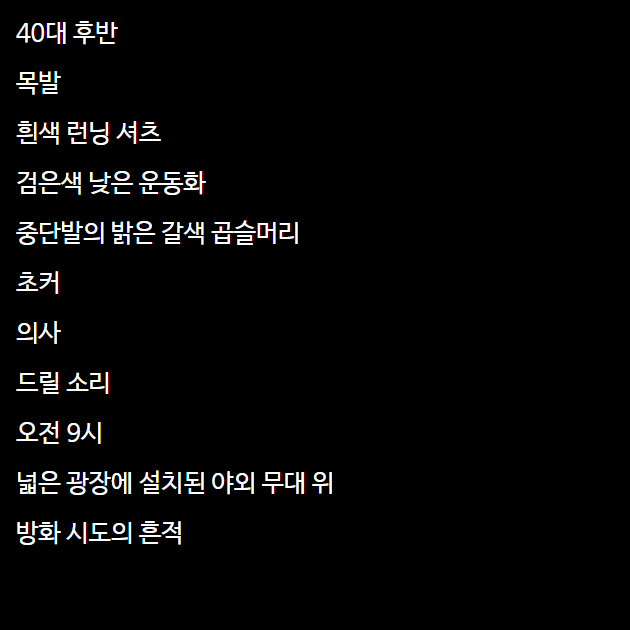 40대 후반
목발
흰색 런닝 셔츠
검은색 낮은 운동화
중단발의 밝은 갈색 곱슬머리
초커
의사
드릴 소리
오전 9시
넓은 광장에 설치된 야외 무대 위
방화 시도의 흔적